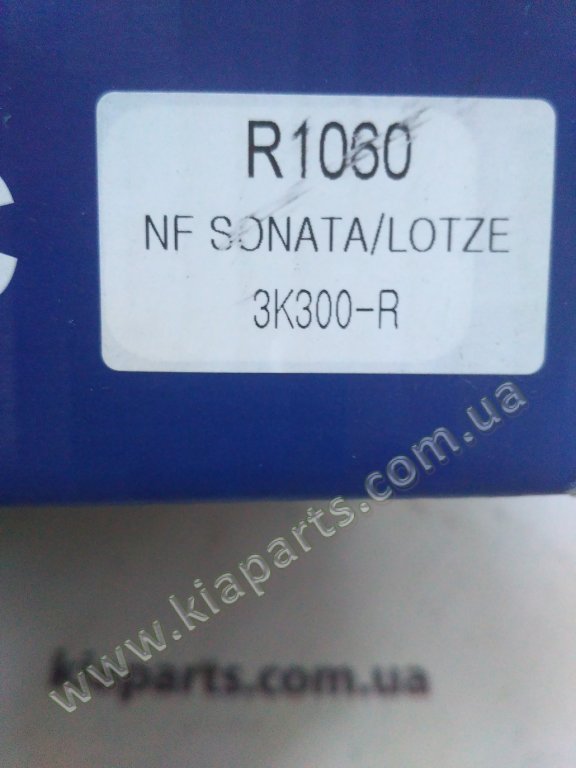 R1060
NF SONATA/LOTZE
3K300-R
www.kiaparts.com.ua
kiaparts.com.ua